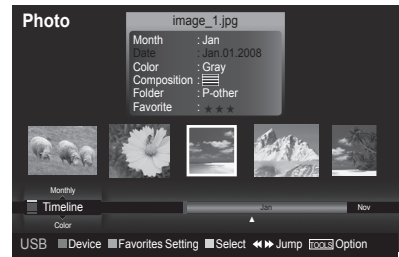 Photo
image_1.jpg
Month : Jan
Date : Jan.01.2008
Color : Gray
Composition :
Folder : P-other
Favorite : ★★★
Monthly
Timeline
Jan
Nov
Color
USB Device Favorites Setting Select Jump TOOLS Option